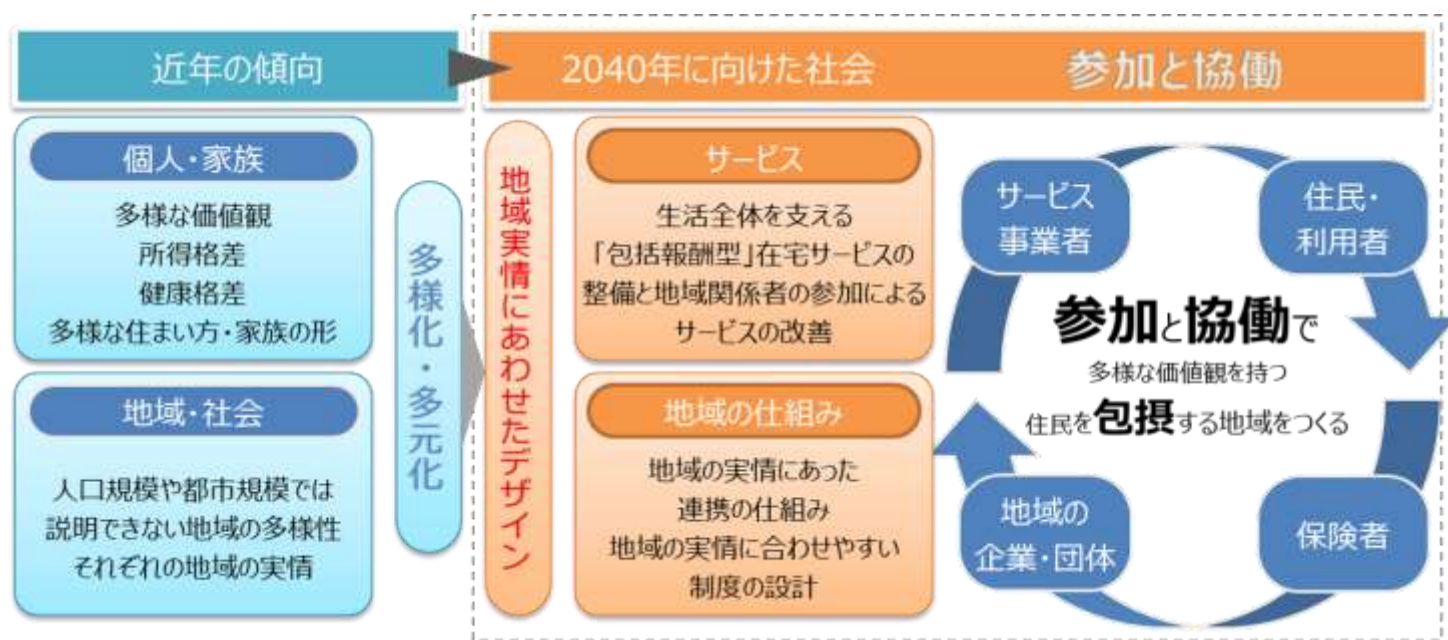 近年の傾向
2040年に向けた社会
参加と協働
個人・家族
多様な価値観
所得格差
健康格差
多様な住まい方・家族の形
地域・社会
人口規模や都市規模では
説明できない地域の多様性
それぞれの地域の実情
多様化・多元化
地域実情にあわせたデザイン
サービス
生活全体を支える
「包括報酬型」在宅サービスの
整備と地域関係者の参加による
サービスの改善
地域の仕組み
地域の実情にあった
連携の仕組み
地域の実情に合わせやすい
制度の設計
サービス
事業者
住民・
利用者
参加と協働で
多様な価値観を持つ
住民を包摂する地域をつくる
地域の
企業・団体
保険者